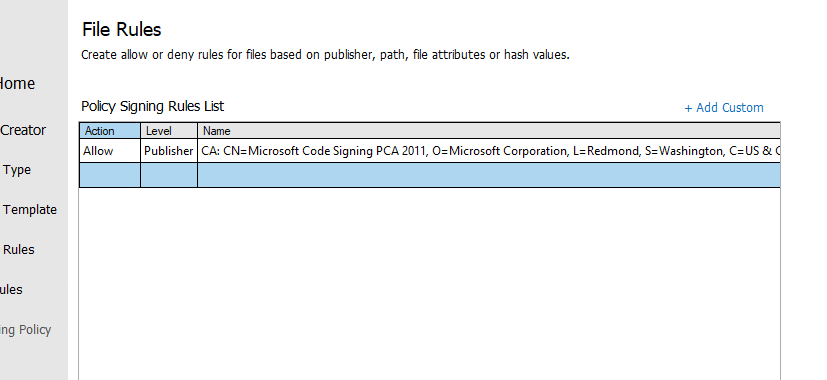 File Rules
Create allow or deny rules for files based on publisher, path, file attributes or hash values.
Home
Policy Signing Rules List
+ Add Custom
Creator
Action Level Name
Allow Publisher CA: CN=Microsoft Code Signing PCA 2011, O=Microsoft Corporation, L=Redmond, S=Washington, C=US &
Type
Template
Rules
ules
ing Policy